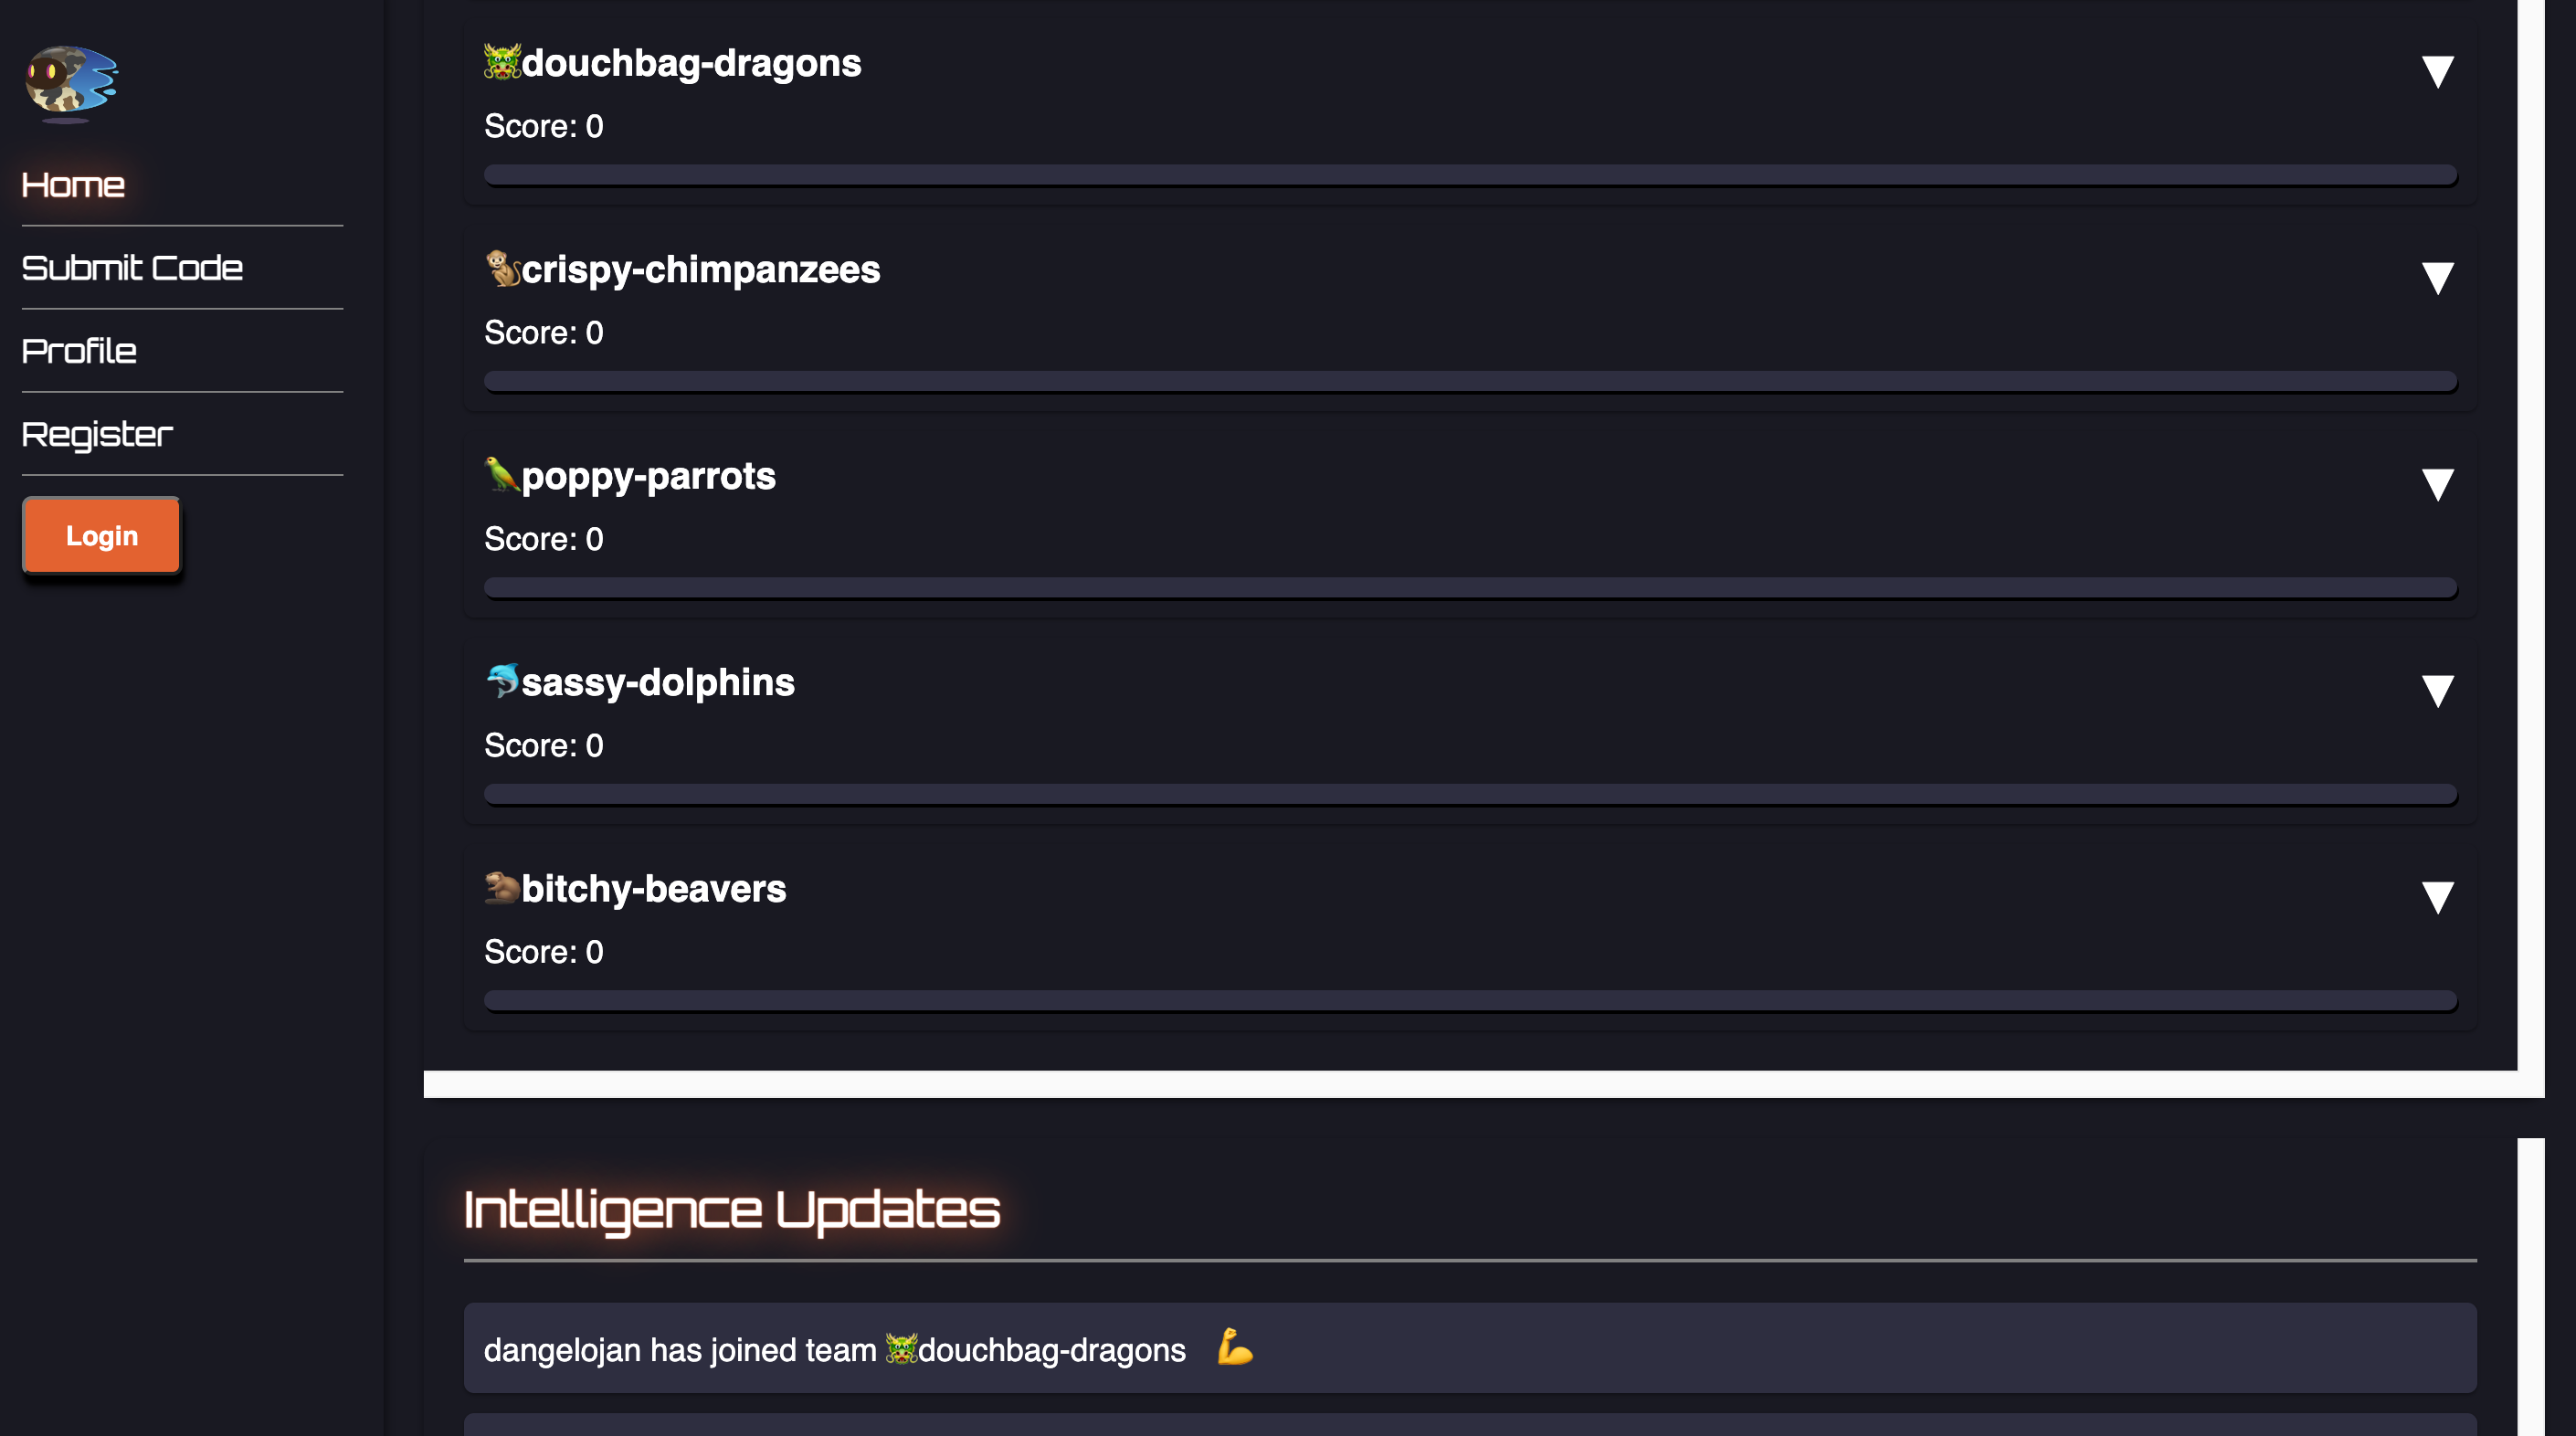 Home
Submit Code
Profile
Register
Login
🐲douchbag-dragons
Score: 0
🐒crispy-chimpanzees
Score: 0
🦜poppy-parrots
Score: 0
🐬sassy-dolphins
Score: 0
🦫bitchy-beavers
Score: 0
Intelligence Updates
dangelojan has joined team 🐲douchbag-dragons 💪